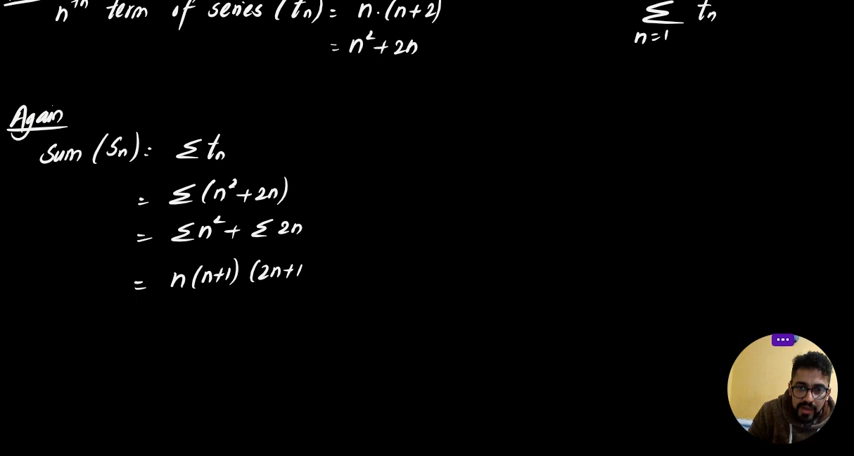 nᵗʰ term of series (tₙ) = n·(n+2)
= n² + 2n
Σ tₙ
n=1
Again
Sum (Sₙ) = Σ tₙ
= Σ (n² + 2n)
= Σ n² + Σ 2n
= n(n+1) (2n+1